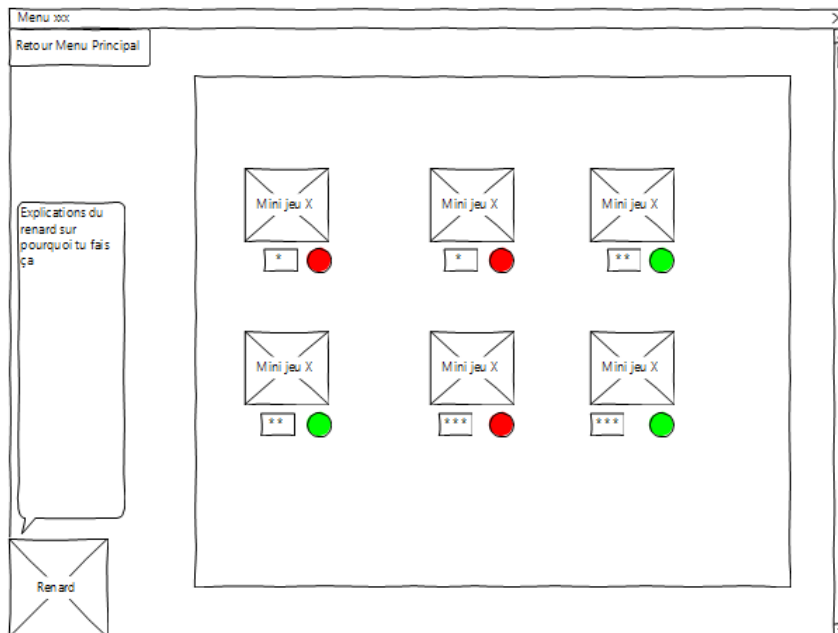 Menu xxx X
Retour Menu Principal
Mini jeu X Mini jeu X Mini jeu X
* * **
Explications du
renard sur
pourquoi tu fais
ça
Mini jeu X Mini jeu X Mini jeu X
** *** ***
Renard